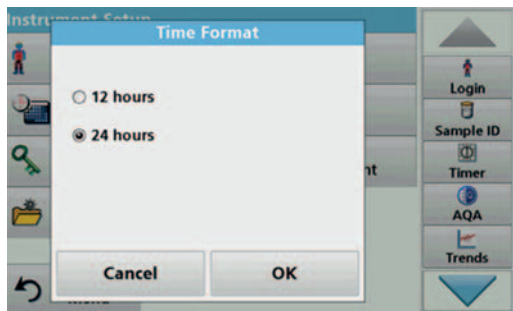 Time Format
12 hours
24 hours
Cancel
OK
Login
Sample ID
Timer
AQA
Trends